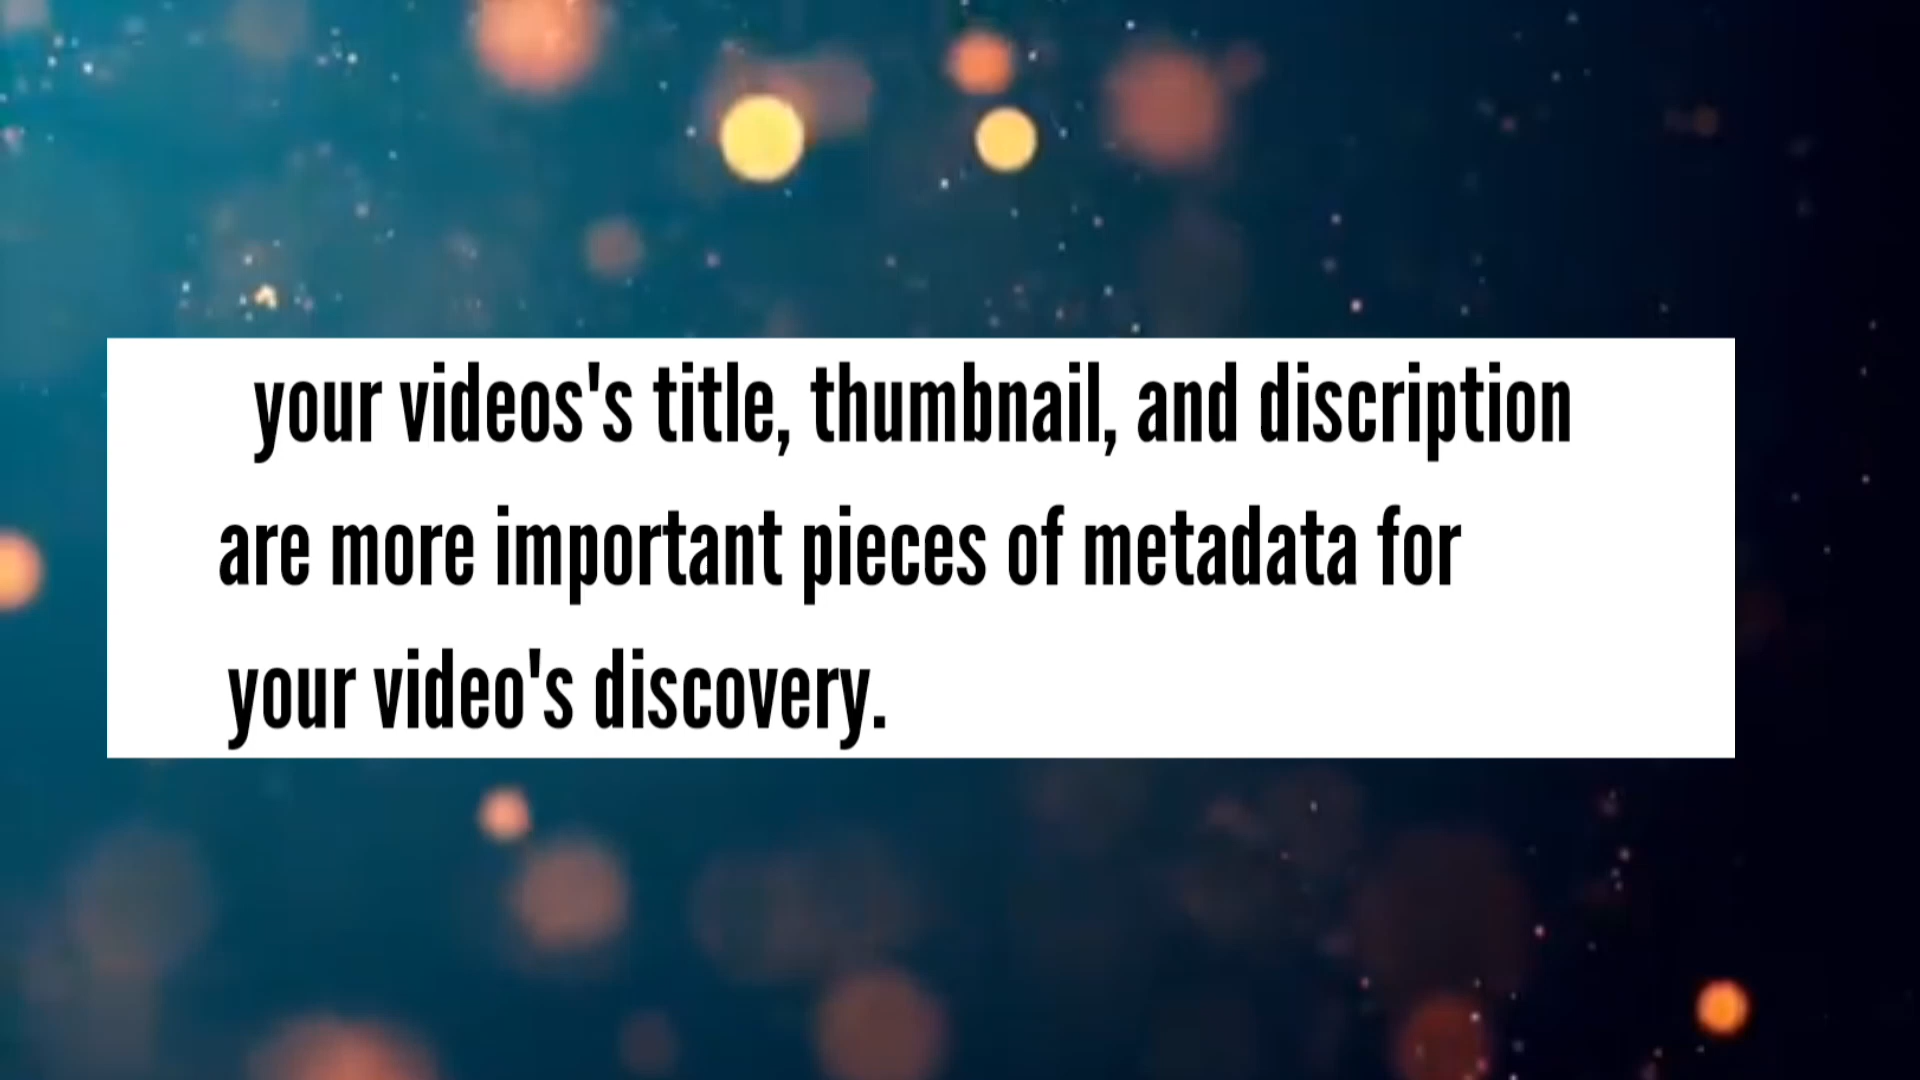 your videos's title, thumbnail, and discription
are more important pieces of metadata for
your video's discovery.